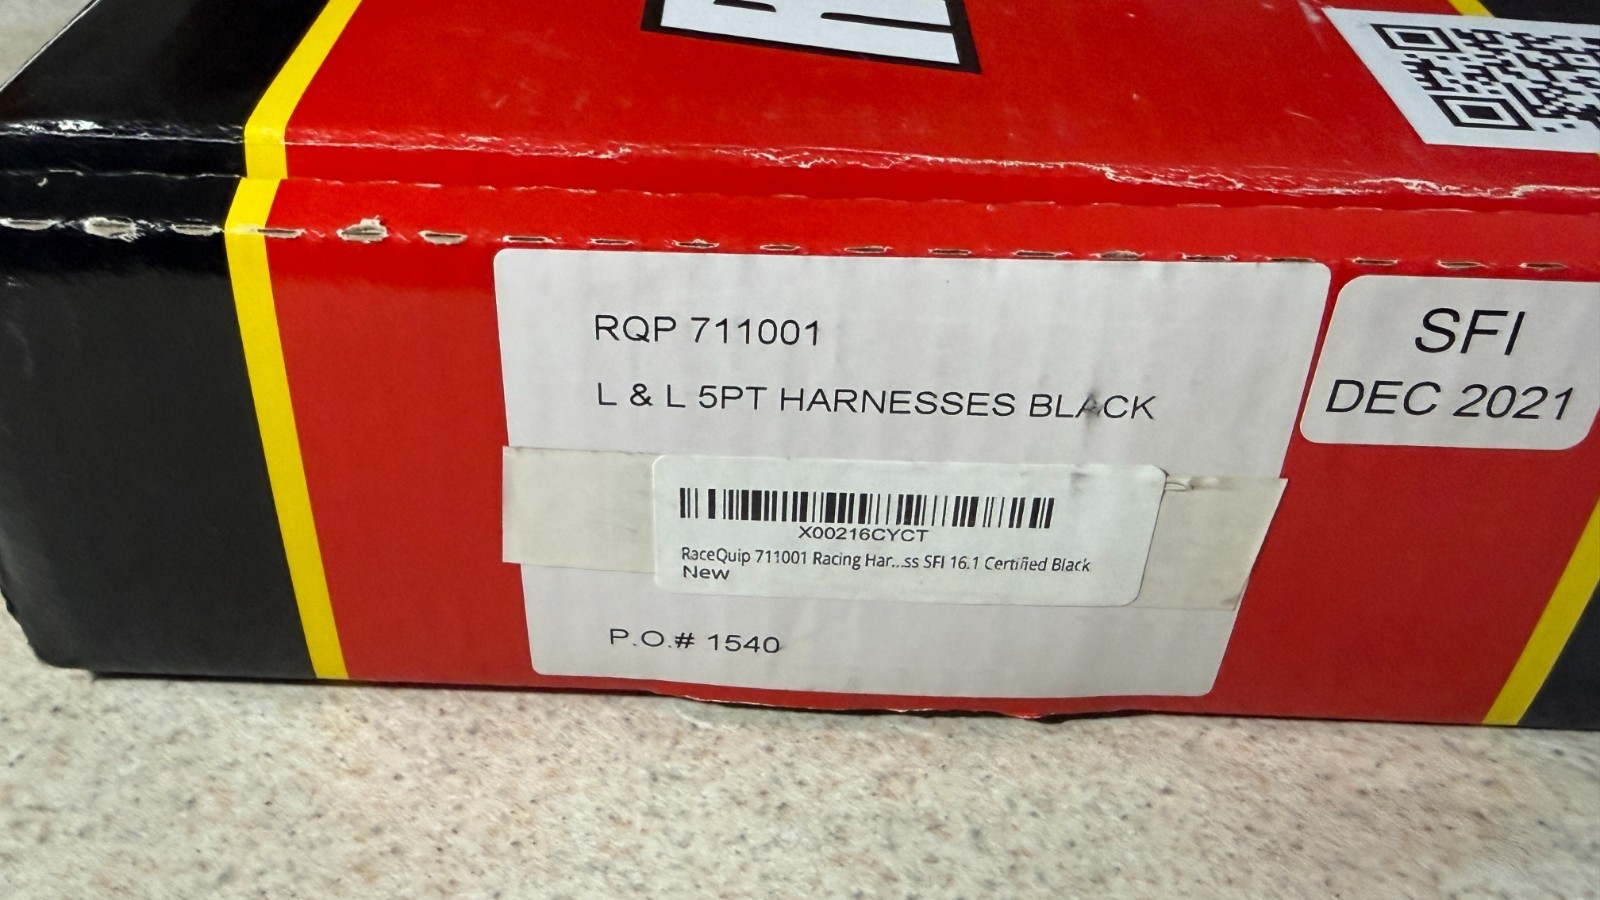 R
RQP 711001
L & L 5PT HARNESSES BLACK
SFI
DEC 2021
X00216CYCT
RaceQuip 711001 Racing Har...ss SFI 16.1 Certified Black
New
P.O.# 1540